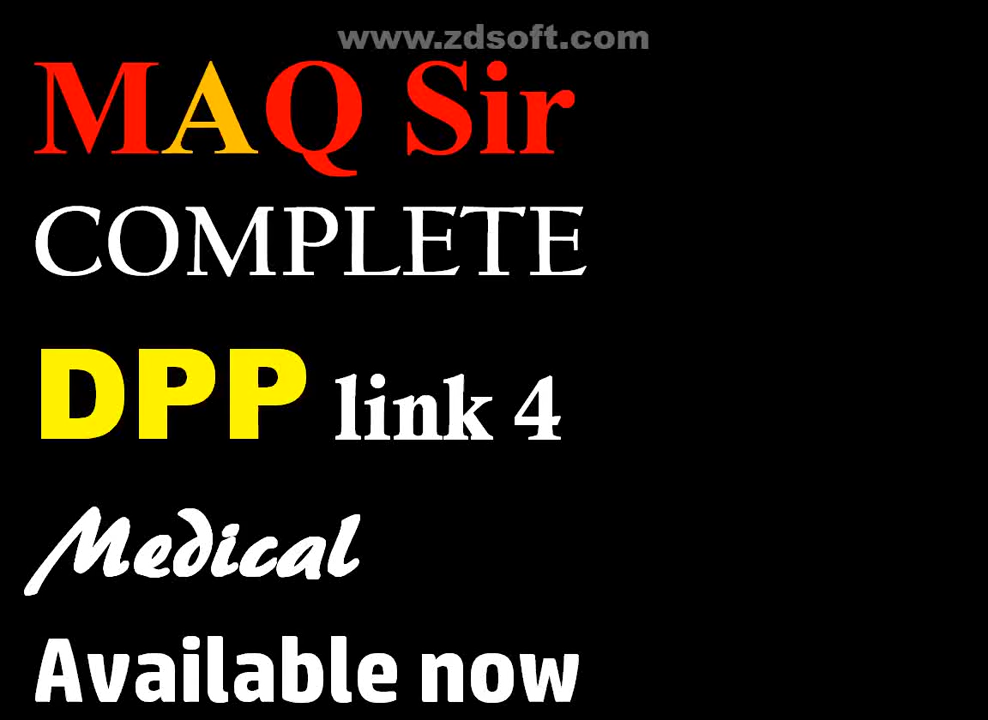 www.zdsoft.com
MAQ Sir
COMPLETE
DPP link 4
Medical
Available now